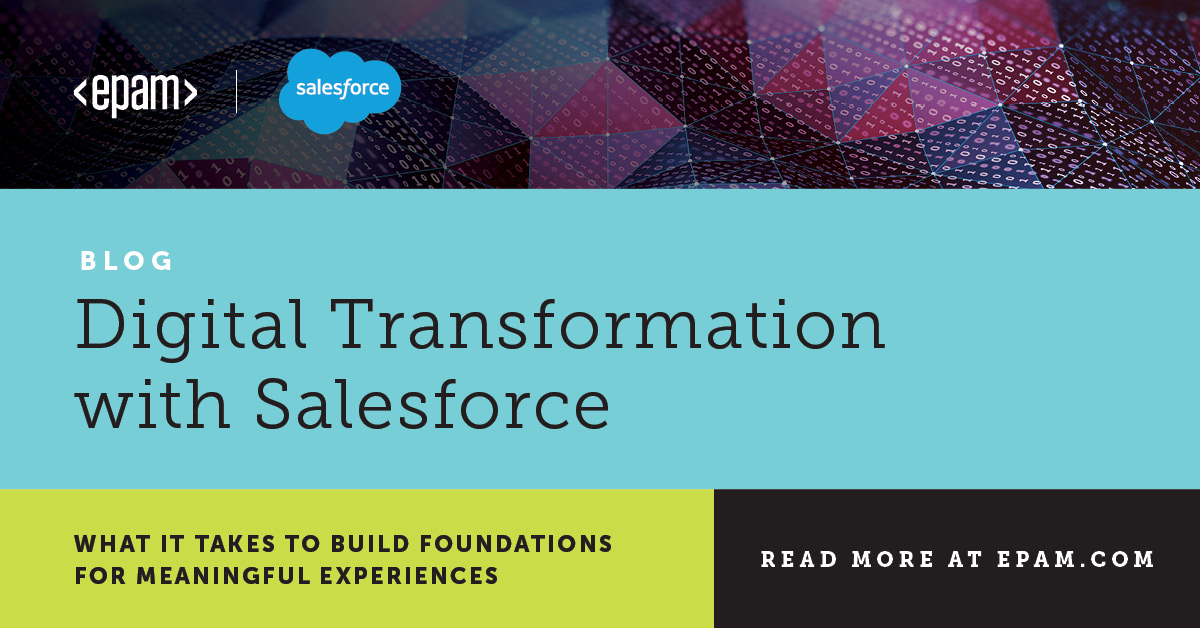 <epam>
salesforce
BLOG
Digital Transformation
with Salesforce
WHAT IT TAKES TO BUILD FOUNDATIONS
FOR MEANINGFUL EXPERIENCES
READ MORE AT EPAM.COM